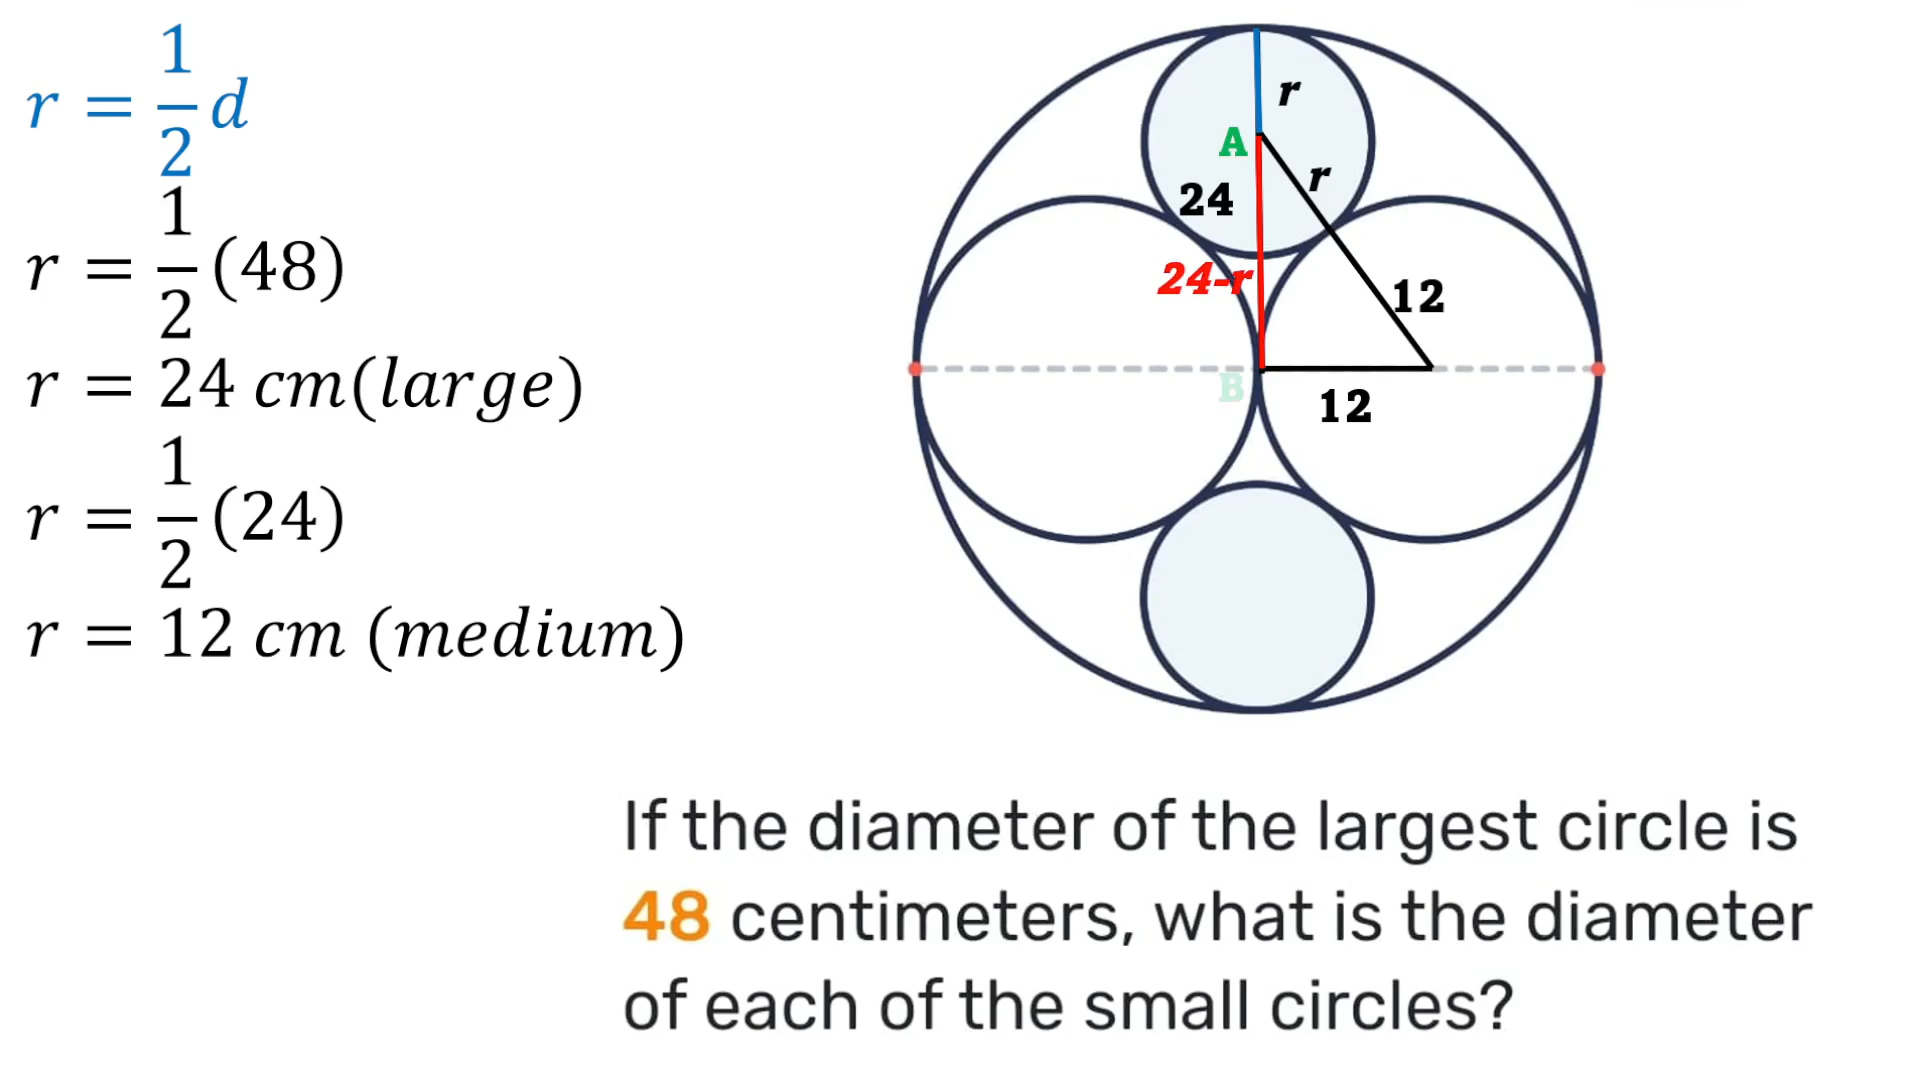 r = 1/2 d
r = 1/2 (48)
r = 24 cm(large)
r = 1/2 (24)
r = 12 cm (medium)
r
A
r
24
24-r
12
B
12
If the diameter of the largest circle is
48 centimeters, what is the diameter
of each of the small circles?